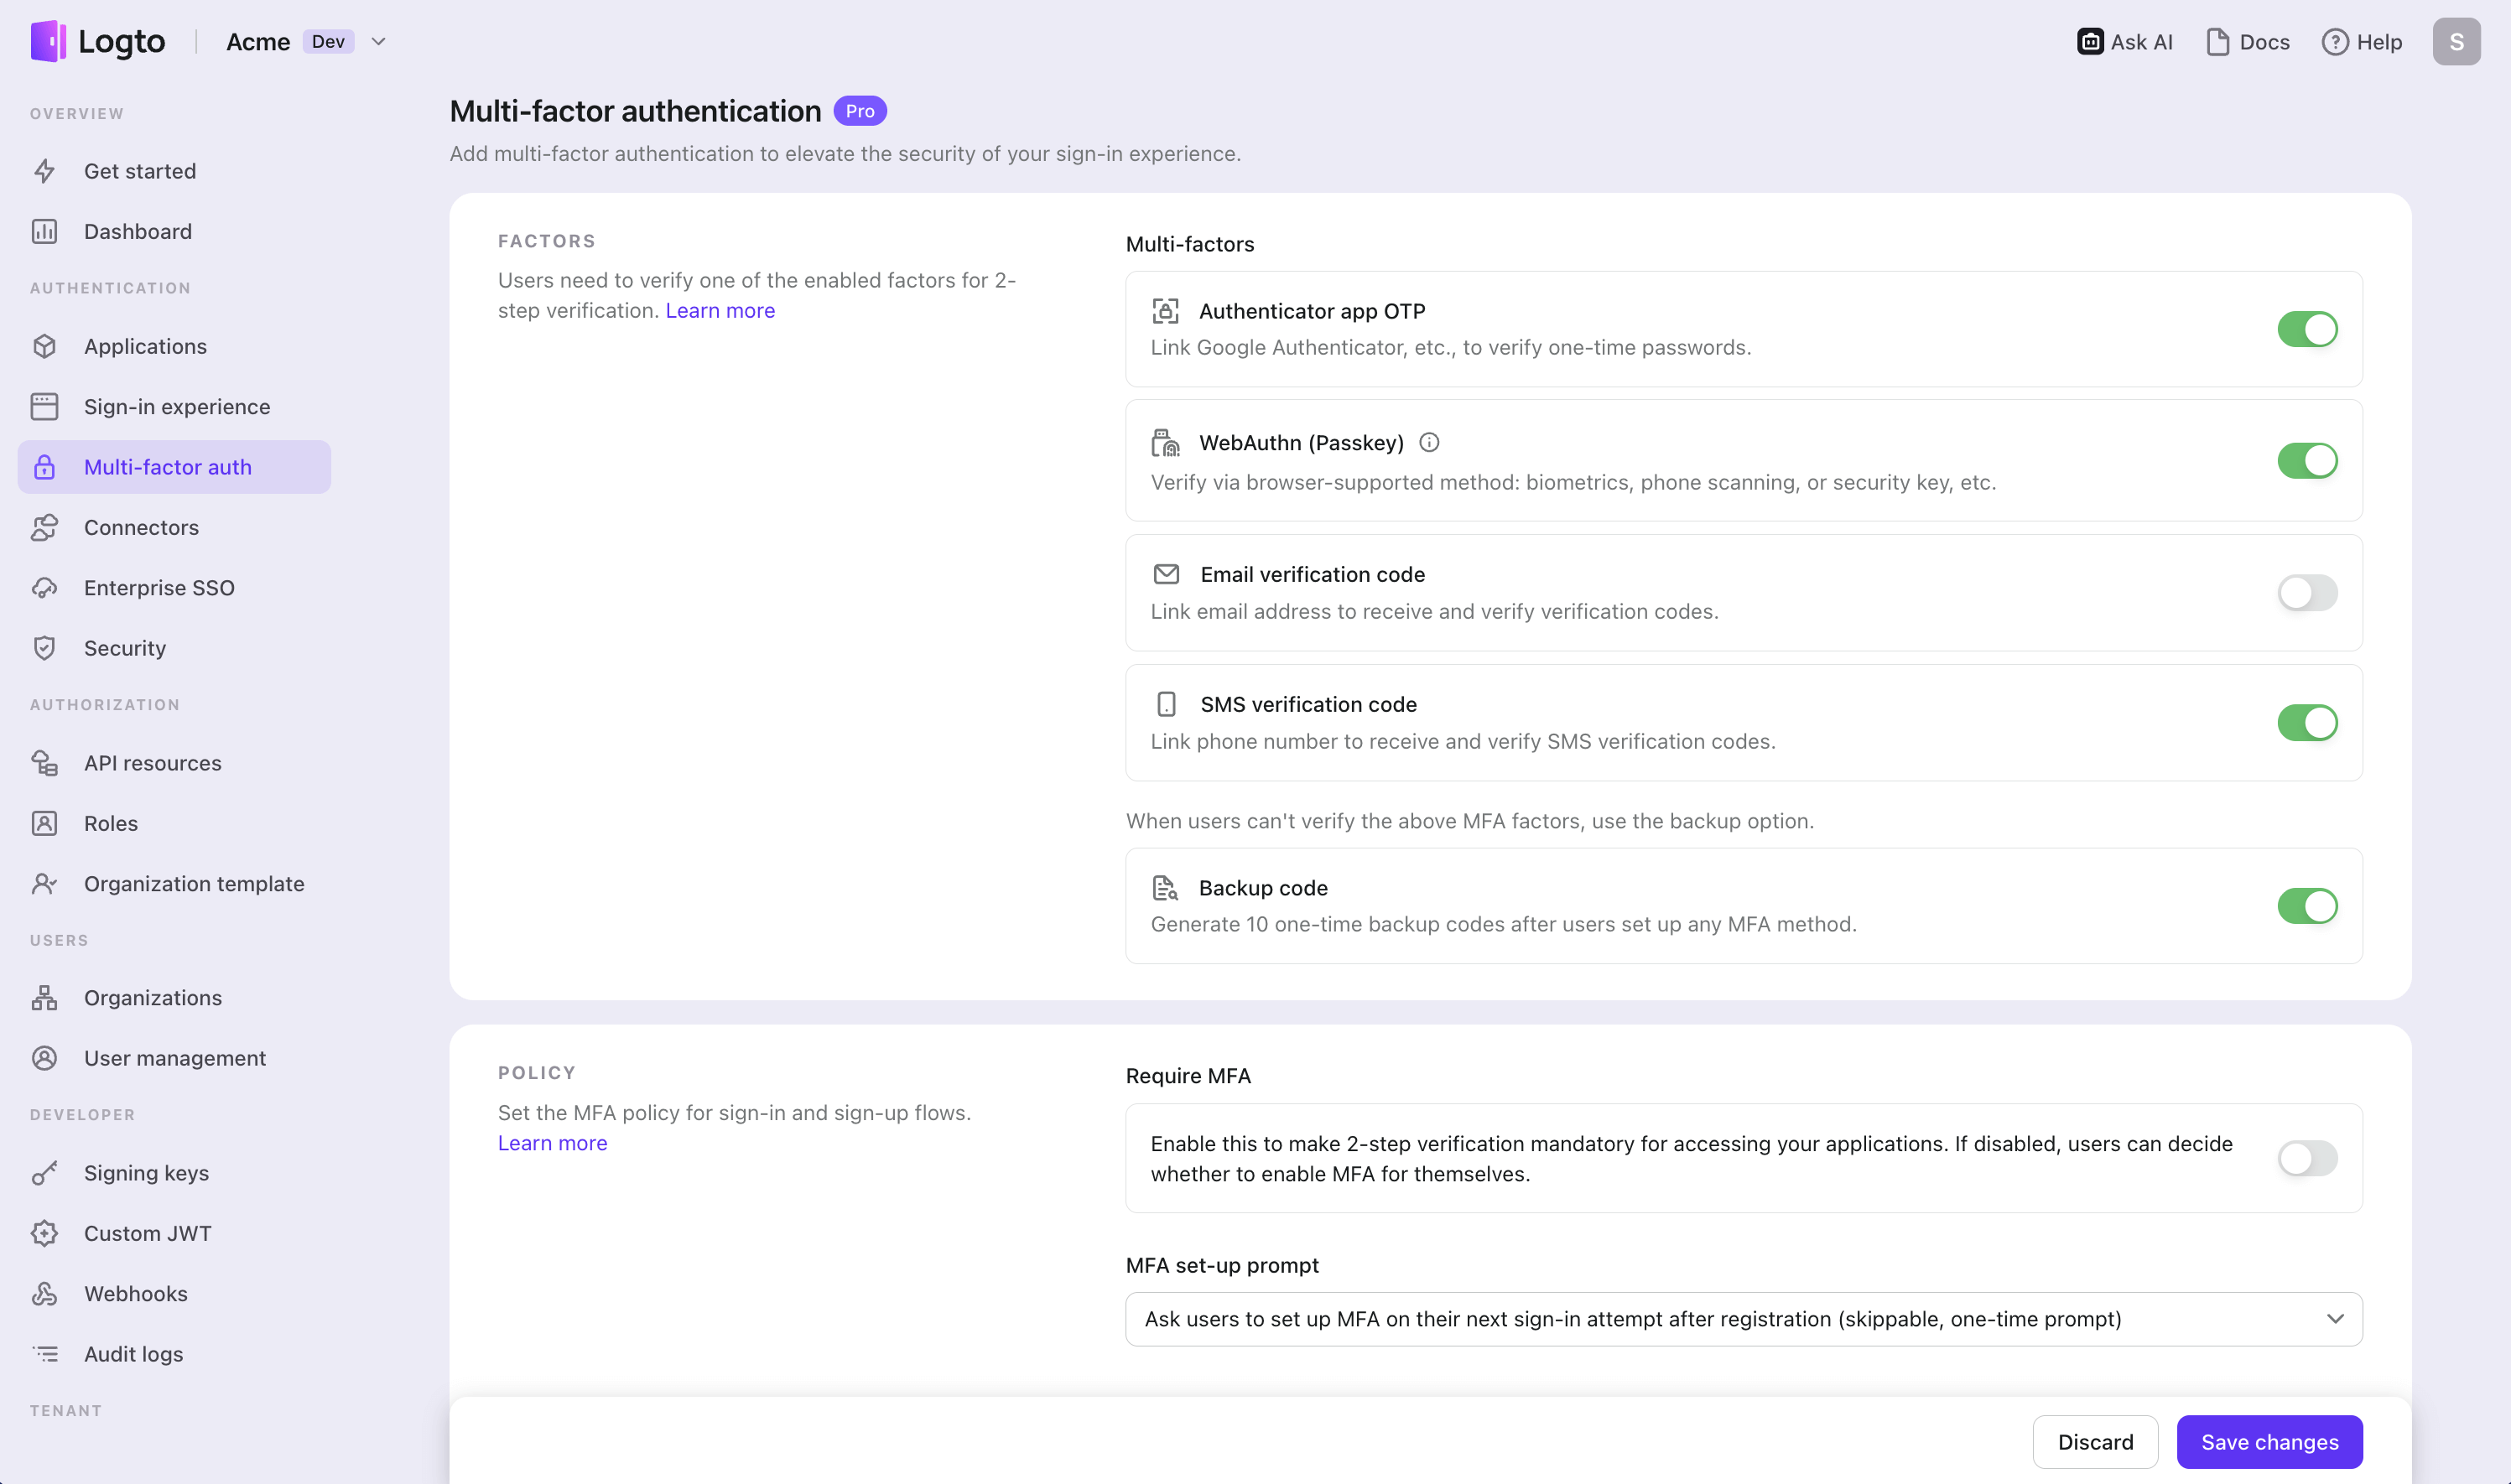 Logto
Acme Dev
Ask AI
Docs
Help
S
OVERVIEW
Get started
Dashboard
AUTHENTICATION
Applications
Sign-in experience
Multi-factor auth
Connectors
Enterprise SSO
Security
AUTHORIZATION
API resources
Roles
Organization template
USERS
Organizations
User management
DEVELOPER
Signing keys
Custom JWT
Webhooks
Audit logs
TENANT
Multi-factor authentication Pro
Add multi-factor authentication to elevate the security of your sign-in experience.
FACTORS
Users need to verify one of the enabled factors for 2-
step verification. Learn more
Multi-factors
Authenticator app OTP
Link Google Authenticator, etc., to verify one-time passwords.
WebAuthn (Passkey)
Verify via browser-supported method: biometrics, phone scanning, or security key, etc.
Email verification code
Link email address to receive and verify verification codes.
SMS verification code
Link phone number to receive and verify SMS verification codes.
When users can't verify the above MFA factors, use the backup option.
Backup code
Generate 10 one-time backup codes after users set up any MFA method.
POLICY
Set the MFA policy for sign-in and sign-up flows.
Learn more
Require MFA
Enable this to make 2-step verification mandatory for accessing your applications. If disabled, users can decide
whether to enable MFA for themselves.
MFA set-up prompt
Ask users to set up MFA on their next sign-in attempt after registration (skippable, one-time prompt)
Discard
Save changes